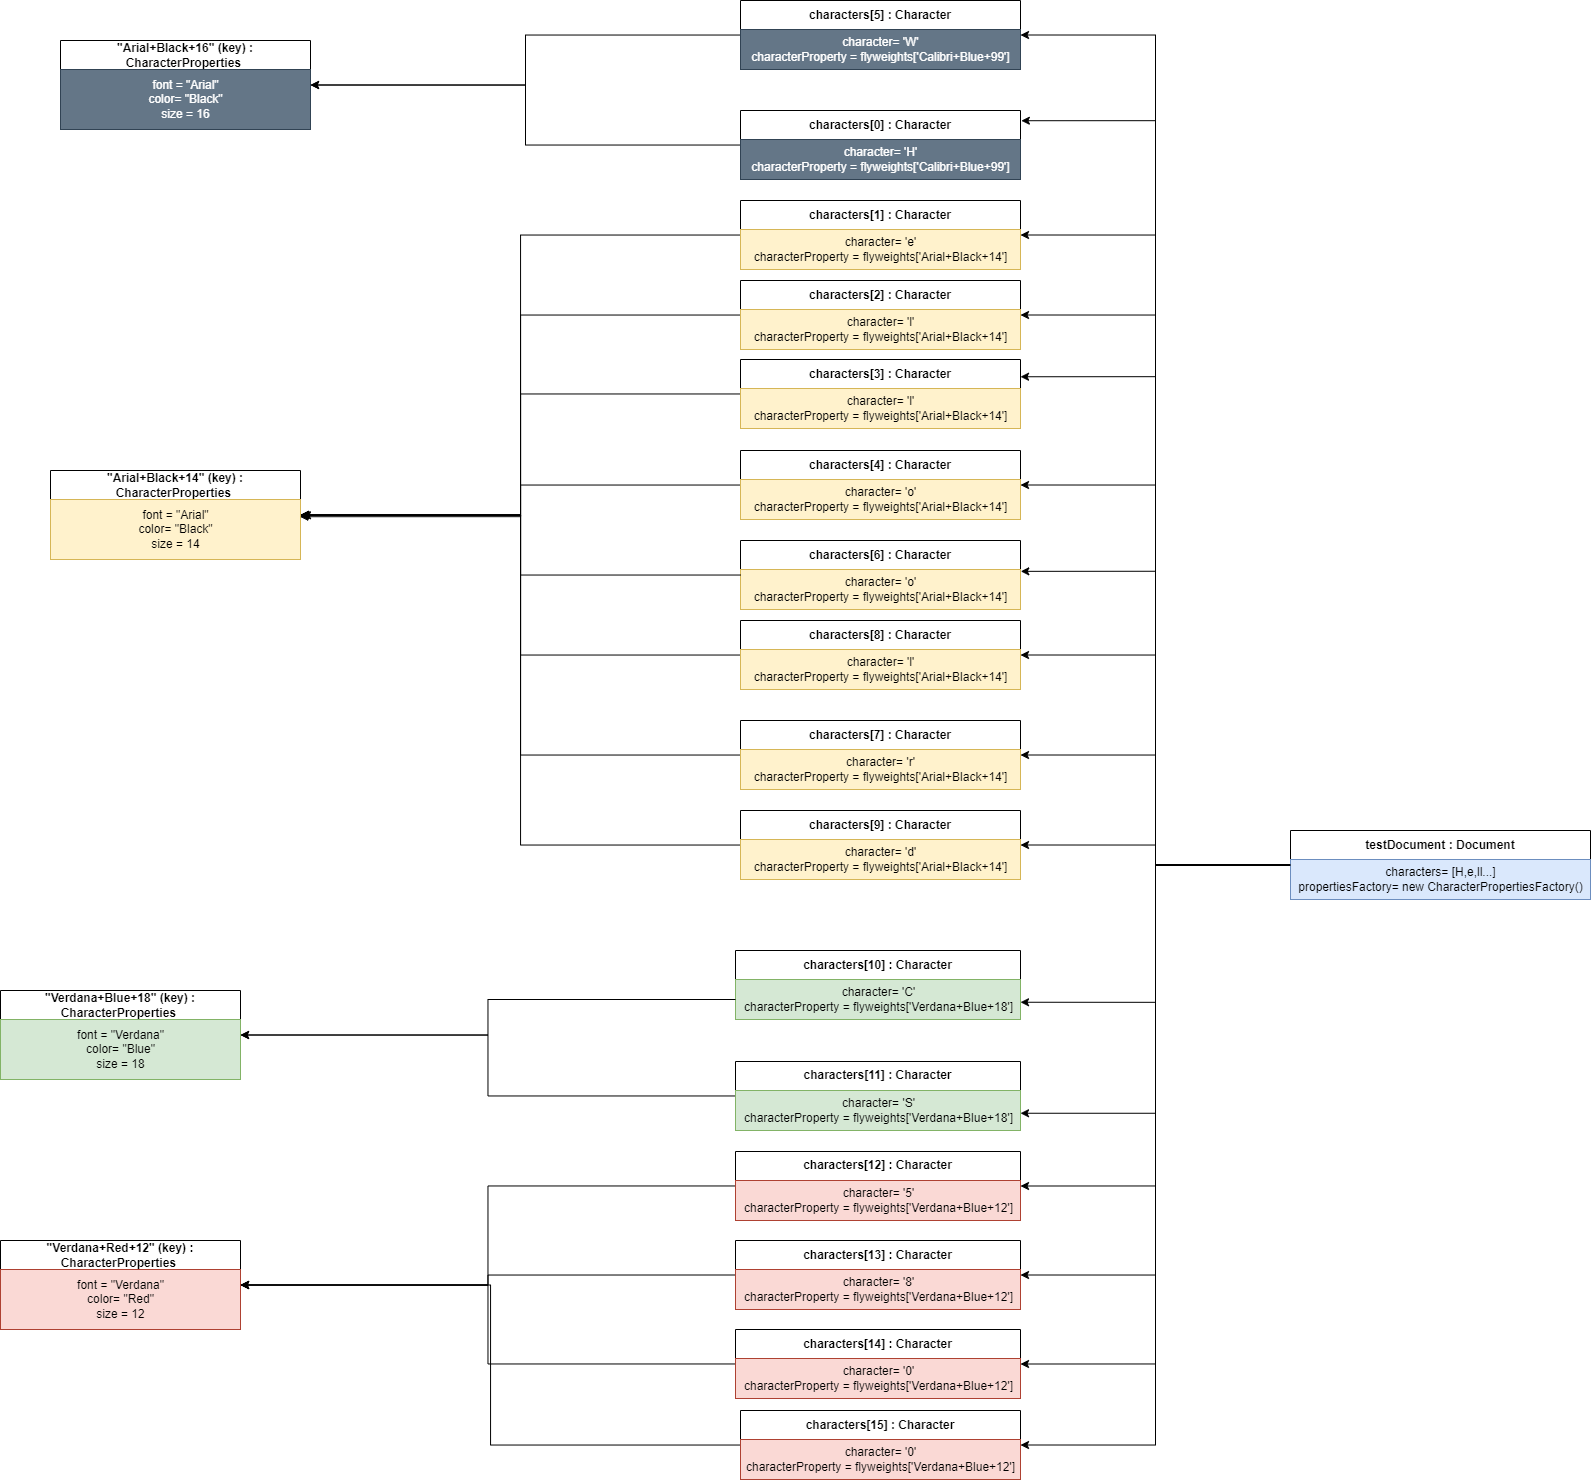 "Arial+Black+16" (key) :
CharacterProperties
font = "Arial"
color= "Black"
size = 16
"Arial+Black+14" (key) :
CharacterProperties
font = "Arial"
color= "Black"
size = 14
"Verdana+Blue+18" (key) :
CharacterProperties
font = "Verdana"
color= "Blue"
size = 18
"Verdana+Red+12" (key) :
CharacterProperties
font = "Verdana"
color= "Red"
size = 12
characters[5] : Character
character= 'W'
characterProperty = flyweights['Calibri+Blue+99']
characters[0] : Character
character= 'H'
characterProperty = flyweights['Calibri+Blue+99']
characters[1] : Character
character= 'e'
characterProperty = flyweights['Arial+Black+14']
characters[2] : Character
character= 'l'
characterProperty = flyweights['Arial+Black+14']
characters[3] : Character
character= 'l'
characterProperty = flyweights['Arial+Black+14']
characters[4] : Character
character= 'o'
characterProperty = flyweights['Arial+Black+14']
characters[6] : Character
character= 'o'
characterProperty = flyweights['Arial+Black+14']
characters[8] : Character
character= 'l'
characterProperty = flyweights['Arial+Black+14']
characters[7] : Character
character= 'r'
characterProperty = flyweights['Arial+Black+14']
characters[9] : Character
character= 'd'
characterProperty = flyweights['Arial+Black+14']
characters[10] : Character
character= 'C'
characterProperty = flyweights['Verdana+Blue+18']
characters[11] : Character
character= 'S'
characterProperty = flyweights['Verdana+Blue+18']
characters[12] : Character
character= '5'
characterProperty = flyweights['Verdana+Blue+12']
characters[13] : Character
character= '8'
characterProperty = flyweights['Verdana+Blue+12']
characters[14] : Character
character= '0'
characterProperty = flyweights['Verdana+Blue+12']
characters[15] : Character
character= '0'
characterProperty = flyweights['Verdana+Blue+12']
testDocument : Document
characters= [H,e,ll...]
propertiesFactory= new CharacterPropertiesFactory()